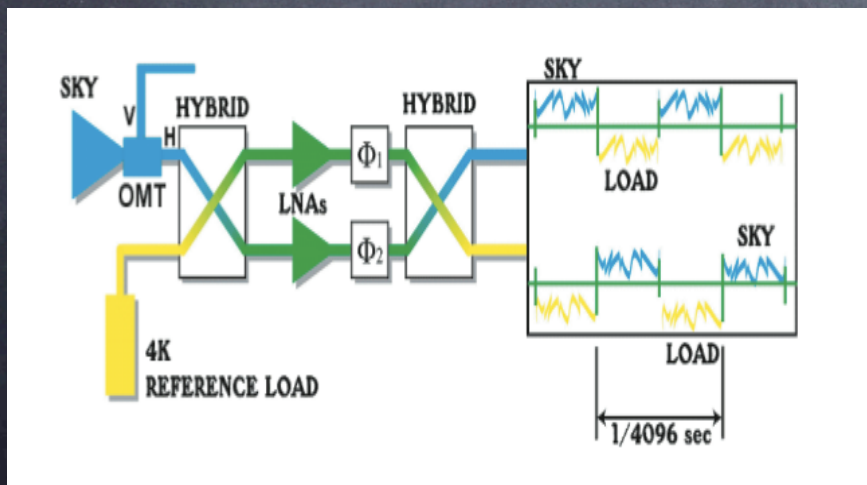 SKY
V
H
OMT
HYBRID
LNAs
Φ1
Φ2
HYBRID
4K
REFERENCE LOAD
SKY
LOAD
SKY
LOAD
1/4096 sec